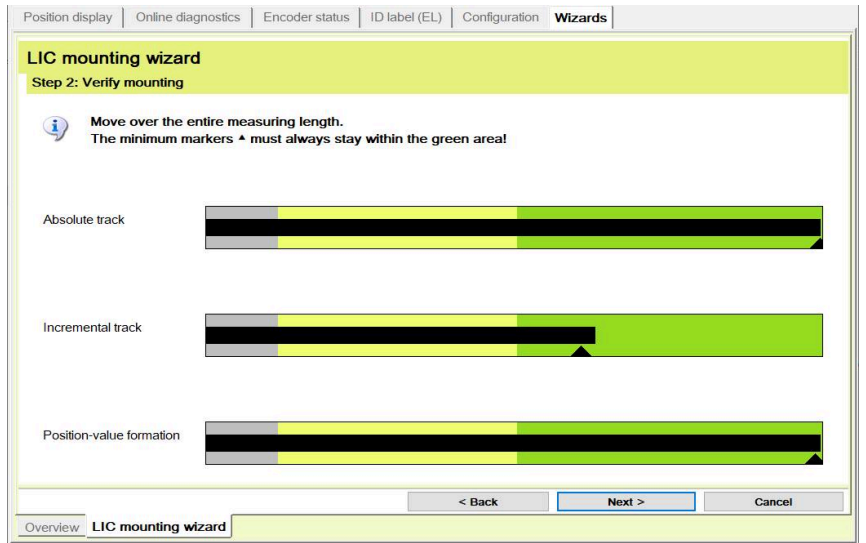 Position display Online diagnostics Encoder status ID label (EL) Configuration Wizards
LIC mounting wizard
Step 2: Verify mounting
Move over the entire measuring length.
The minimum markers ▲ must always stay within the green area!
Absolute track
Incremental track
Position-value formation
< Back Next > Cancel
Overview LIC mounting wizard